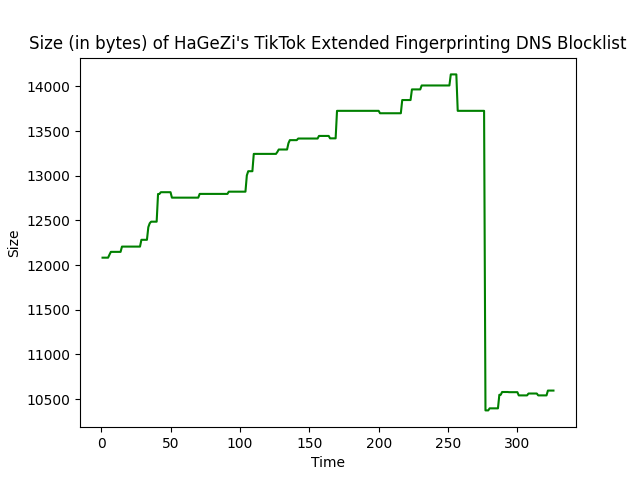 Size (in bytes) of HaGeZi's TikTok Extended Fingerprinting DNS Blocklist
14000
13500
13000
12500
12000
11500
11000
10500
Size
0 50 100 150 200 250 300
Time